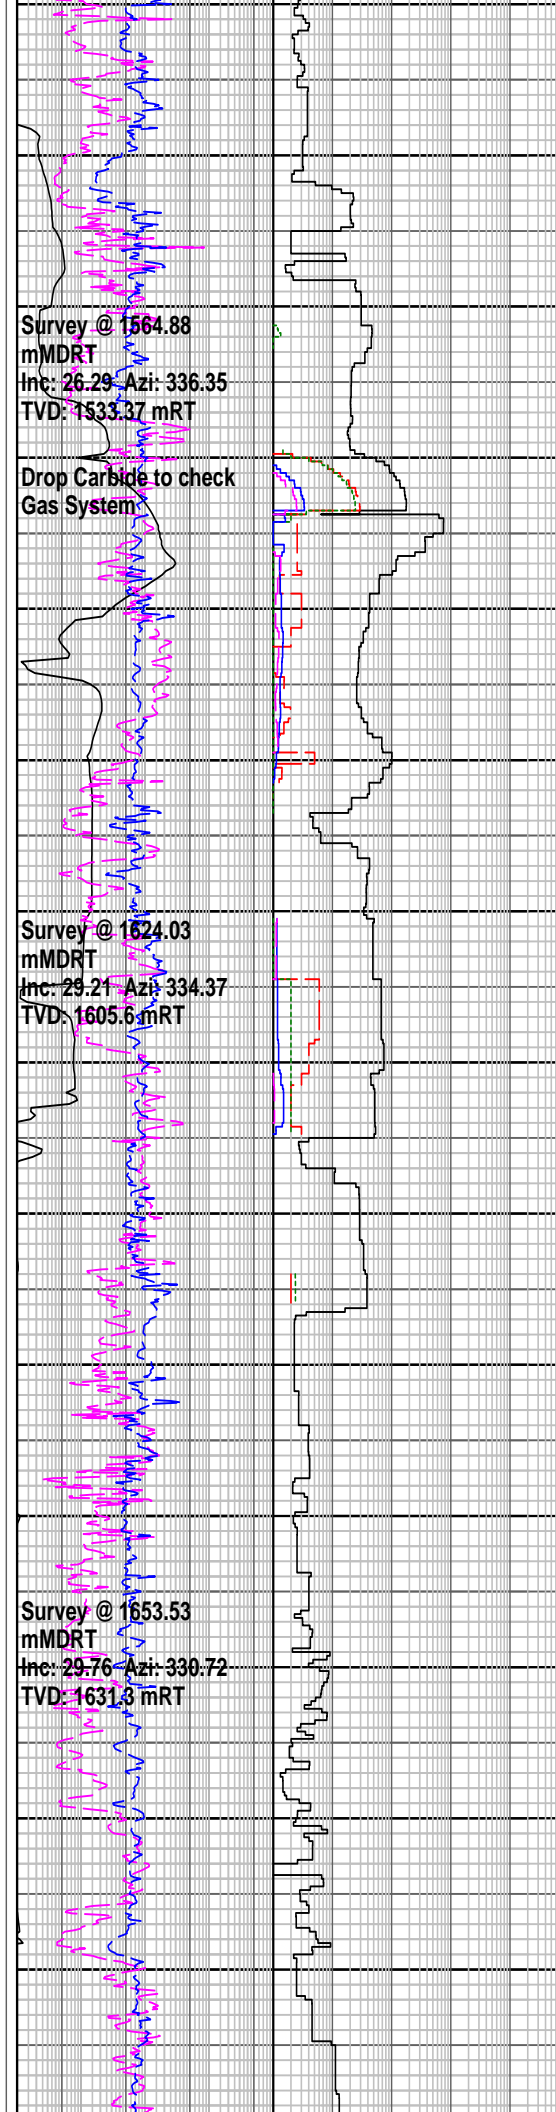 Survey @ 1564.88
mMDRT
Inc: 26.29 Azi: 336.35
TVD: 1533.37 mRT
Drop Carbide to check
Gas System
Survey @ 1624.03
mMDRT
Inc: 29.21 Azi: 334.37
TVD: 1605.6 mRT
Survey @ 1653.53
mMDRT
Inc: 29.76 Azi: 330.72
TVD: 1631.3 mRT